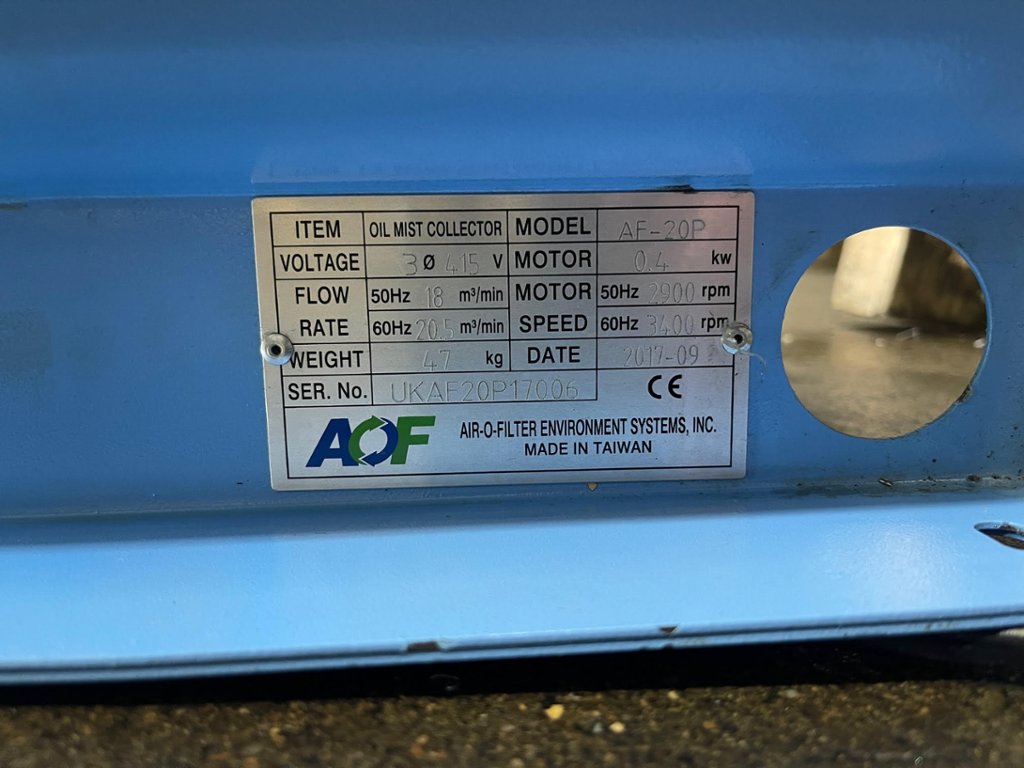 ITEM OIL MIST COLLECTOR MODEL AF-20P
VOLTAGE 3 Ø 415 V MOTOR 0.4 kw
FLOW 50Hz 18 m³/min MOTOR 50Hz 2900 rpm
RATE 60Hz 20.5 m³/min SPEED 60Hz 3400 rpm
WEIGHT 47 kg DATE 2017-09
SER. No. UKAF20P17006 CE
AOF AIR-O-FILTER ENVIRONMENT SYSTEMS, INC.
MADE IN TAIWAN